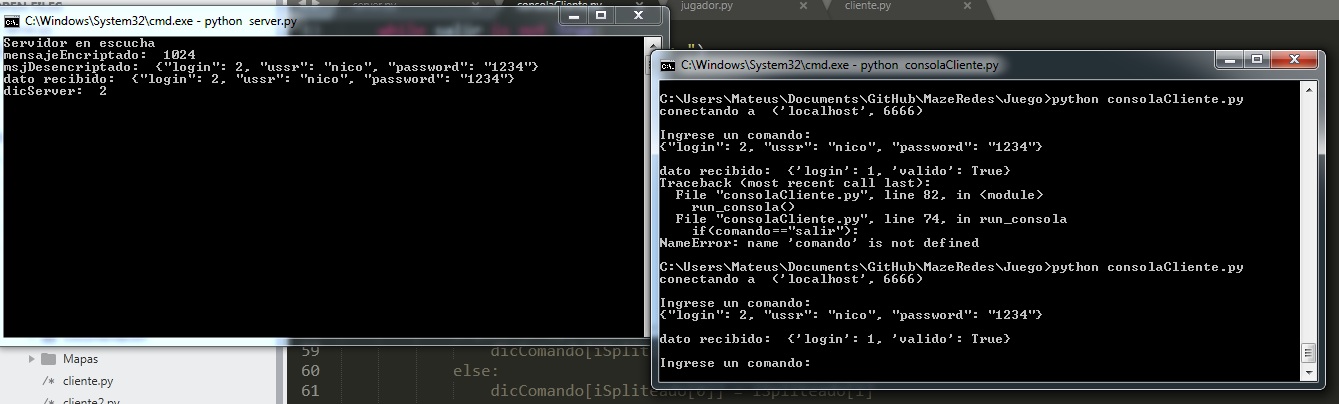 server.py
consolaCliente.py
jugador.py
cliente.py
C:\Windows\System32\cmd.exe - python  server.py
Servidor en escucha
mensajeEncriptado:  1024
msjDesencriptado:  {"login": 2, "ussr": "nico", "password": "1234"}
dato recibido:  {"login": 2, "ussr": "nico", "password": "1234"}
dicServer:  2
C:\Windows\System32\cmd.exe - python  consolaCliente.py
C:\Users\Mateus\Documents\GitHub\MazeRedes\Juego>python consolaCliente.py
conectando a  ('localhost', 6666)
Ingrese un comando:
{"login": 2, "ussr": "nico", "password": "1234"}
dato recibido:  {'login': 1, 'valido': True}
Traceback (most recent call last):
  File "consolaCliente.py", line 82, in <module>
    run_consola()
  File "consolaCliente.py", line 74, in run_consola
    if(comando=="salir"):
NameError: name 'comando' is not defined
C:\Users\Mateus\Documents\GitHub\MazeRedes\Juego>python consolaCliente.py
conectando a  ('localhost', 6666)
Ingrese un comando:
{"login": 2, "ussr": "nico", "password": "1234"}
dato recibido:  {'login': 1, 'valido': True}
Ingrese un comando:
Mapas
/* cliente.py
/* cliente2.py
59 dicComando[iSplit
60 else:
61